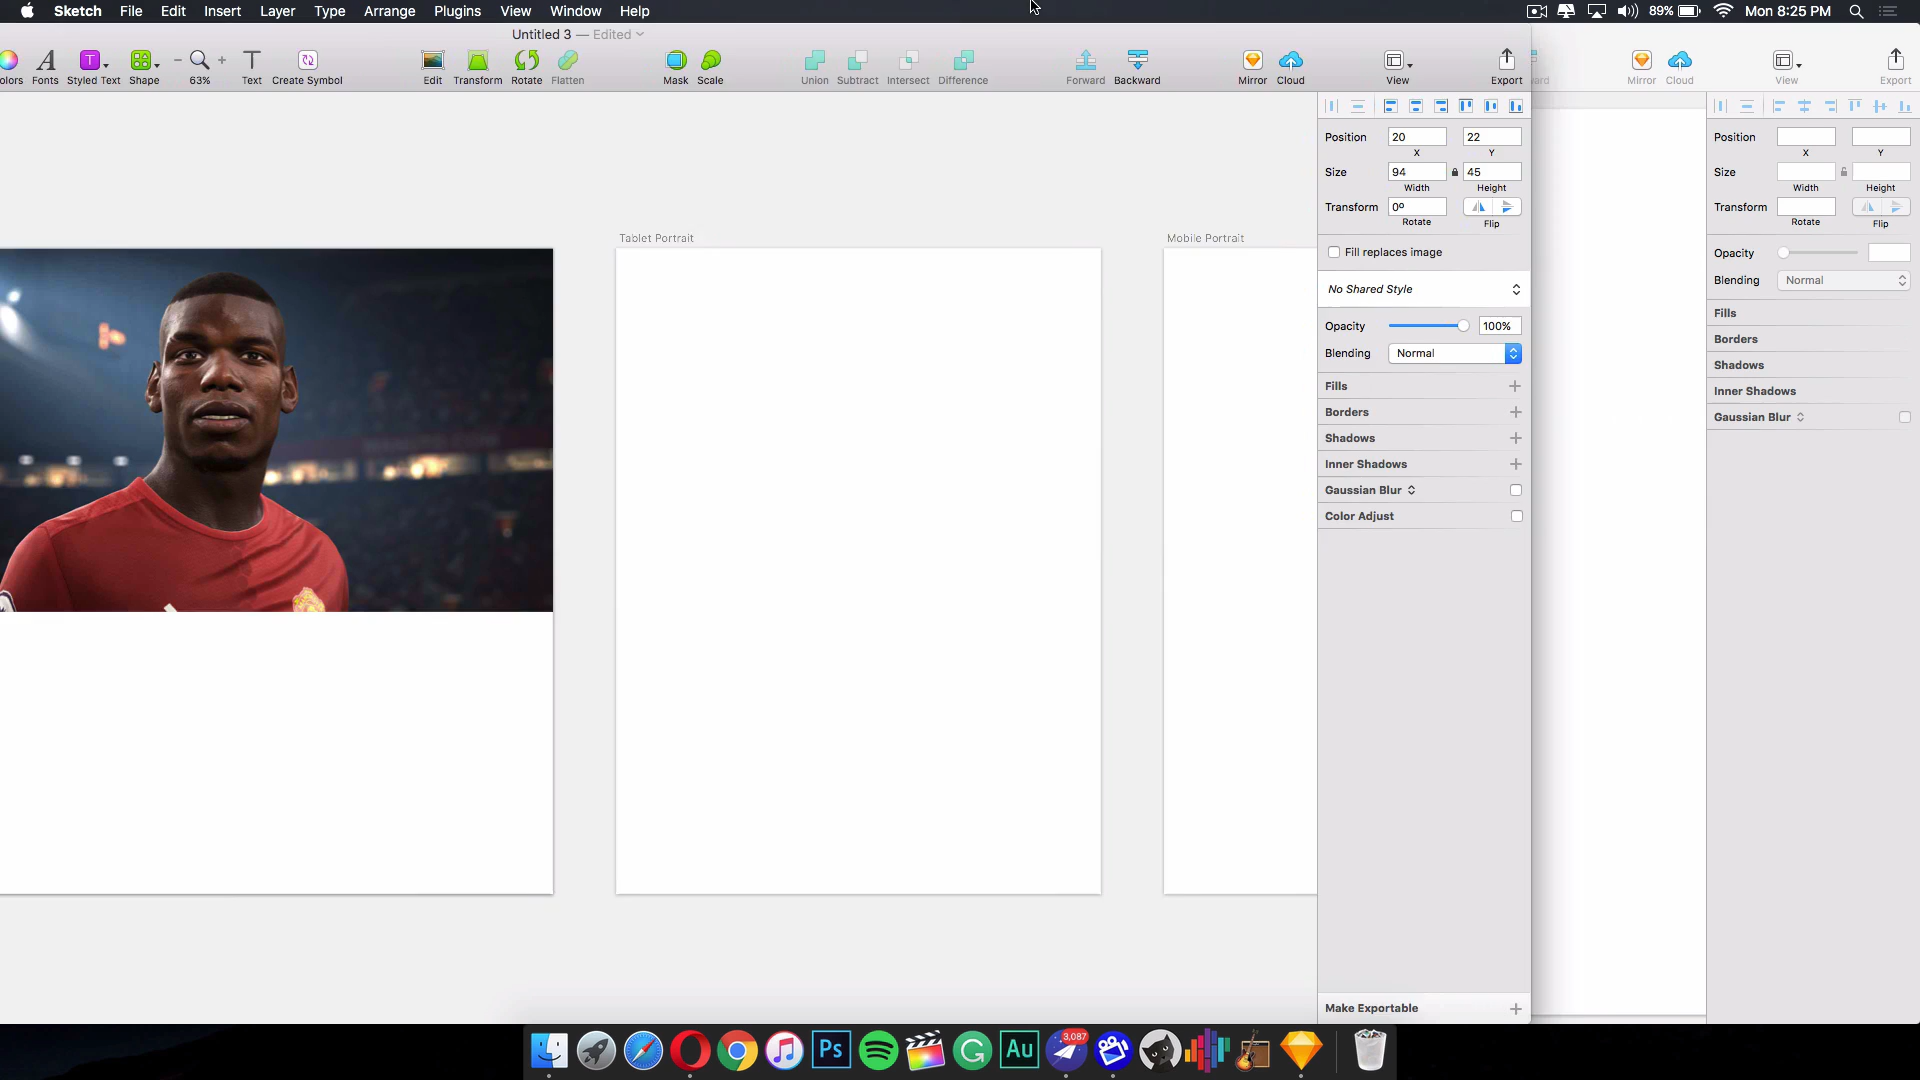 Sketch File Edit Insert Layer Type Arrange Plugins View Window Help 89% Mon 8:25 PM
Untitled 3 — Edited
olors Fonts Styled Text Shape 63% Text Create Symbol Edit Transform Rotate Flatten Mask Scale Union Subtract Intersect Difference Forward Backward Mirror Cloud View Export
ard Mirror Cloud View Export
Tablet Portrait
Mobile Portrait
Position 20 22
X Y
Size 94 45
Width Height
Transform 0º
Rotate Flip
Fill replaces image
No Shared Style
Opacity 100%
Blending Normal
Fills
Borders
Shadows
Inner Shadows
Gaussian Blur
Color Adjust
Make Exportable
Position
X Y
Size
Width Height
Transform
Rotate Flip
Opacity
Blending Normal
Fills
Borders
Shadows
Inner Shadows
Gaussian Blur
Ps Au 3,087